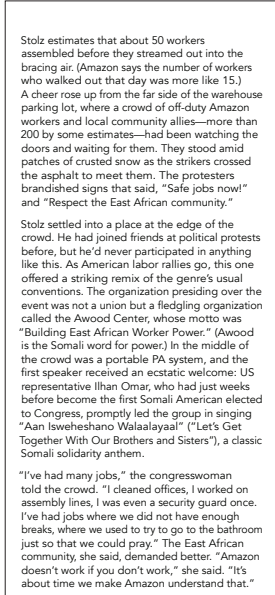 Stolz estimates that about 50 workers
assembled before they streamed out into the
bracing air. (Amazon says the number of workers
who walked out that day was more like 15.)
A cheer rose up from the far side of the warehouse
parking lot, where a crowd of off-duty Amazon
workers and local community allies—more than
200 by some estimates—had been watching the
doors and waiting for them. They stood amid
patches of crusted snow as the strikers crossed
the asphalt to meet them. The protesters
brandished signs that said, “Safe jobs now!”
and “Respect the East African community.”
Stolz settled into a place at the edge of the
crowd. He had joined friends at political protests
before, but he’d never participated in anything
like this. As American labor rallies go, this one
offered a striking remix of the genre’s usual
conventions. The organization presiding over the
event was not a union but a fledgling organization
called the Awood Center, whose motto was
“Building East African Worker Power.” (Awood
is the Somali word for power.) In the middle of
the crowd was a portable PA system, and the
first speaker received an ecstatic welcome: US
representative Ilhan Omar, who had just weeks
before become the first Somali American elected
to Congress, promptly led the group in singing
“Aan Isweheshano Walaalayaal” (“Let’s Get
Together With Our Brothers and Sisters”), a classic
Somali solidarity anthem.
“I’ve had many jobs,” the congresswoman
told the crowd. “I cleaned offices, I worked on
assembly lines, I was even a security guard once.
I’ve had jobs where we did not have enough
breaks, where we used to try to go to the bathroom
just so that we could pray.” The East African
community, she said, demanded better. “Amazon
doesn’t work if you don’t work,” she said. “It’s
about time we make Amazon understand that.”